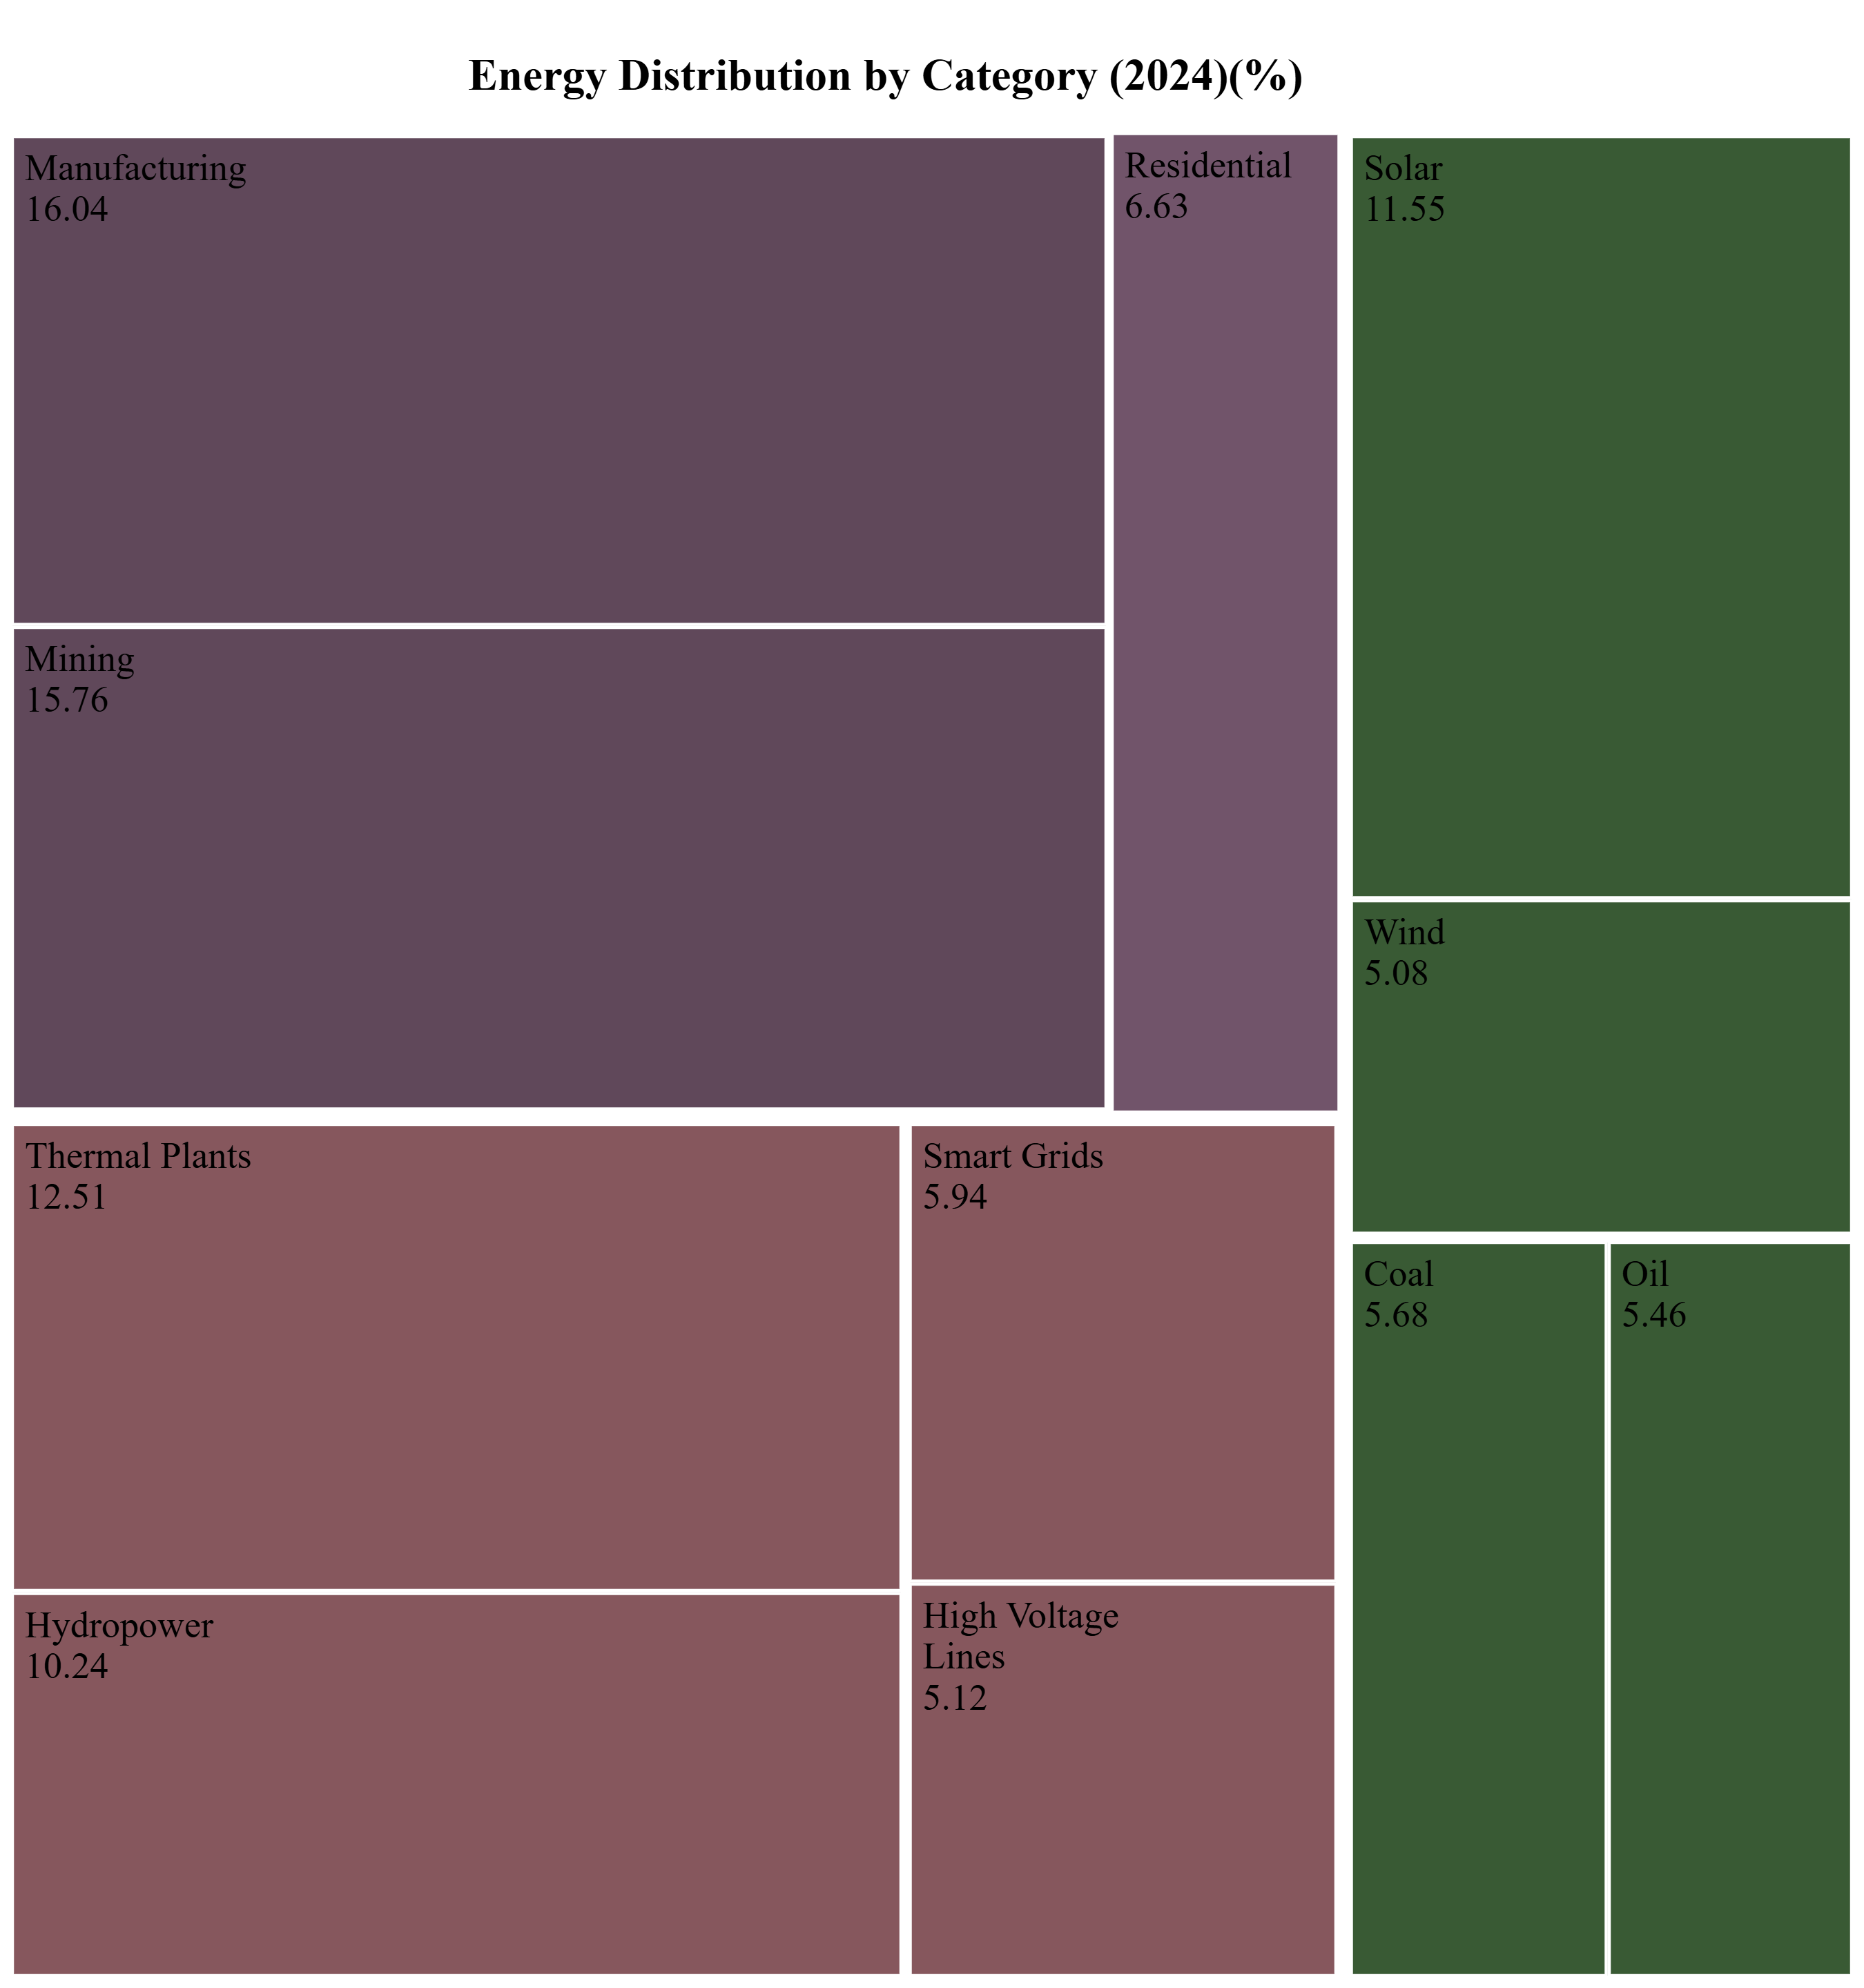 Energy Distribution by Category (2024)(%)
Manufacturing
16.04
Residential
6.63
Solar
11.55
Mining
15.76
Wind
5.08
Thermal Plants
12.51
Smart Grids
5.94
Coal
5.68
Oil
5.46
Hydropower
10.24
High Voltage
Lines
5.12